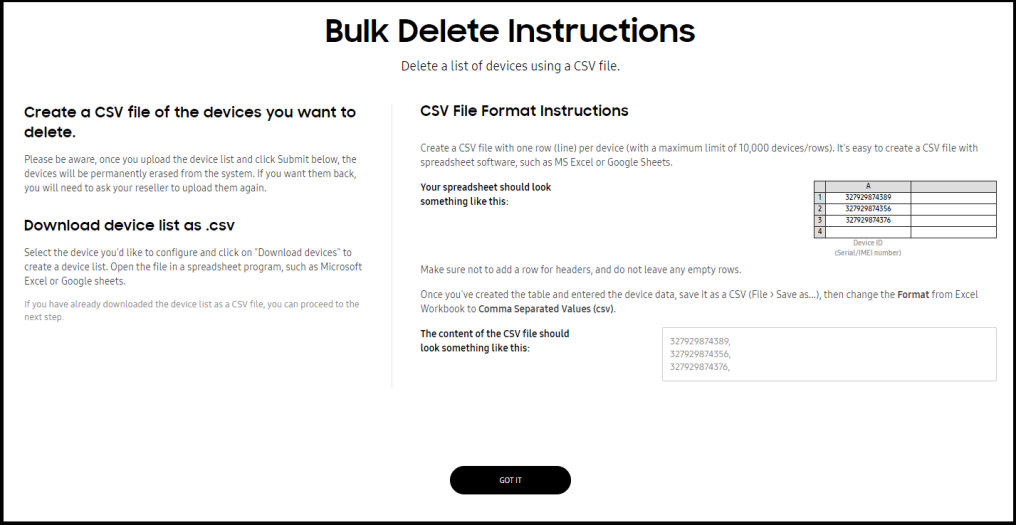 Bulk Delete Instructions
Delete a list of devices using a CSV file.
Create a CSV file of the devices you want to
delete.
Please be aware, once you upload the device list and click Submit below, the
devices will be permanently erased from the system. If you want them back,
you will need to ask your reseller to upload them again.
Download device list as .csv
Select the device you'd like to configure and click on "Download devices" to
create a device list. Open the file in a spreadsheet program, such as Microsoft
Excel or Google sheets.
If you have already downloaded the device list as a CSV file, you can proceed to the
next step.
CSV File Format Instructions
Create a CSV file with one row (line) per device (with a maximum limit of 10,000 devices/rows). It's easy to create a CSV file with
spreadsheet software, such as MS Excel or Google Sheets.
Your spreadsheet should look
something like this:
A
1 327929874389
2 327929874356
3 327929874376
4
Device ID
(Serial/IMEI number)
Make sure not to add a row for headers, and do not leave any empty rows.
Once you've created the table and entered the device data, save it as a CSV (File > Save as...), then change the Format from Excel
Workbook to Comma Separated Values (csv).
The content of the CSV file should
look something like this:
327929874389,
327929874356,
327929874376,
GOT IT